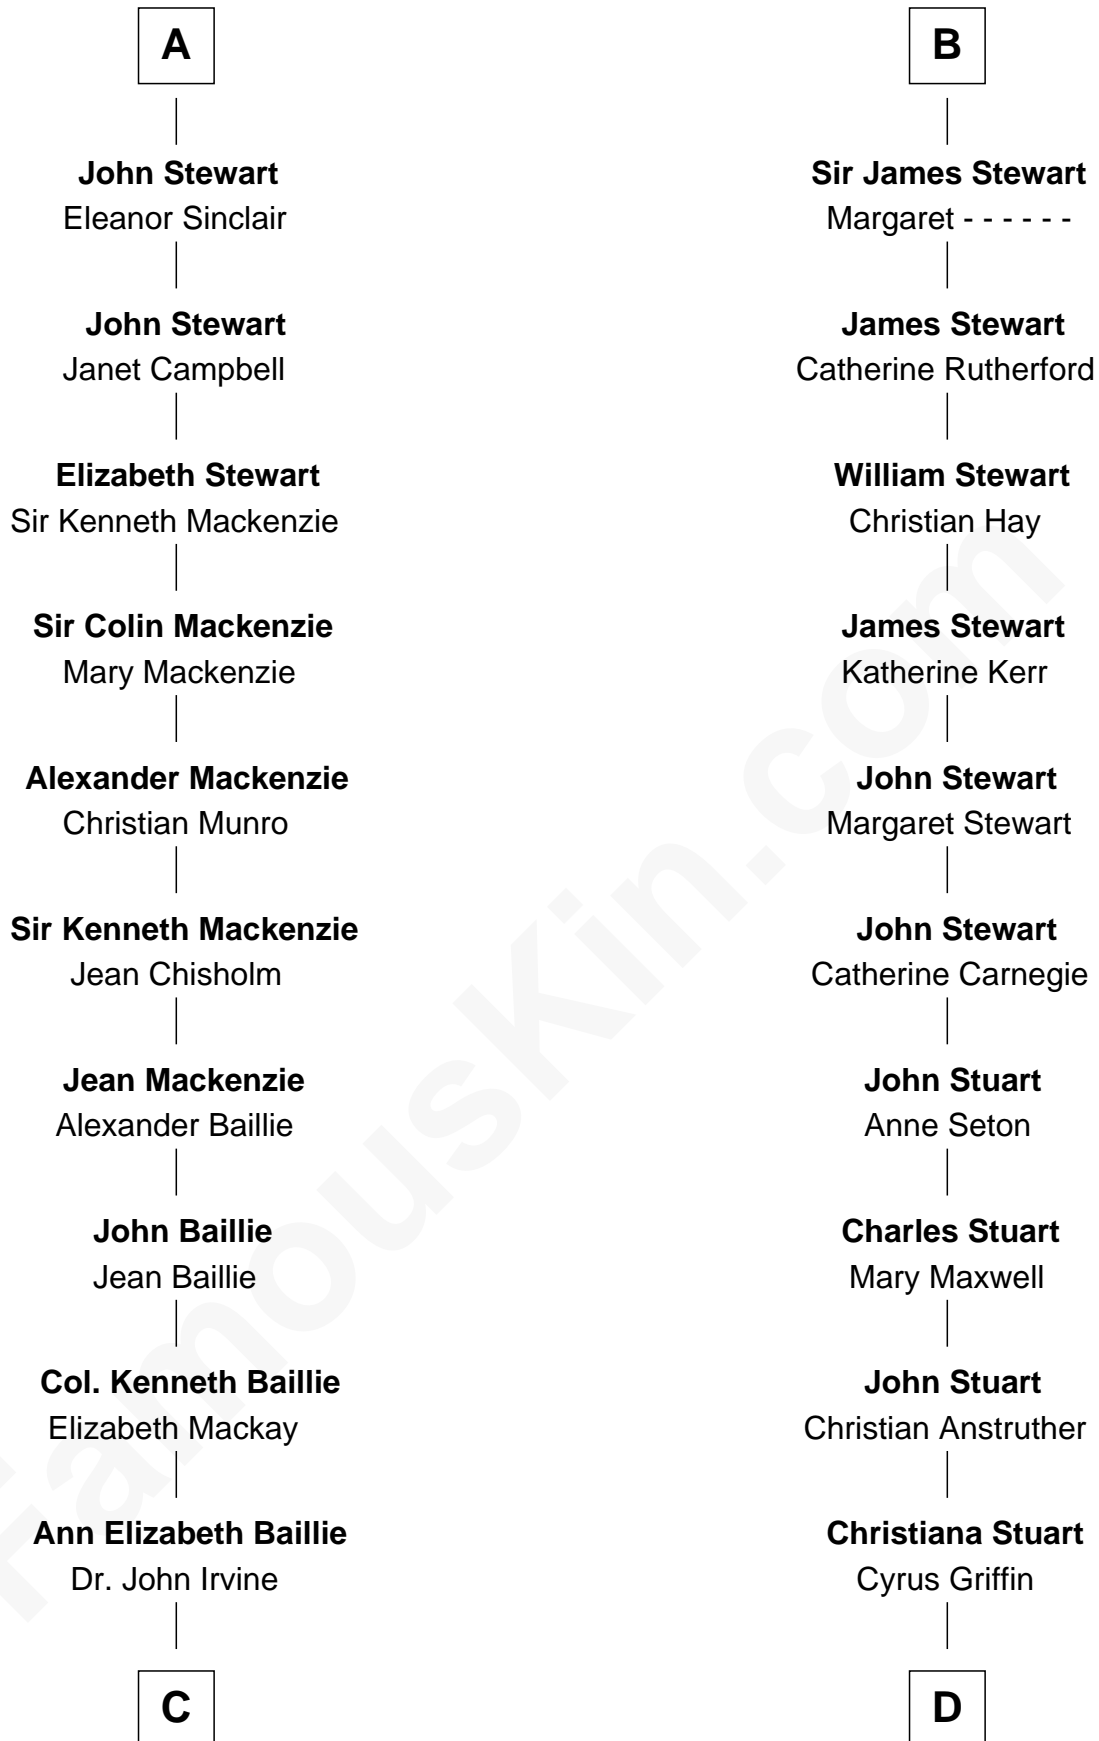 A
John Stewart
Eleanor Sinclair
John Stewart
Janet Campbell
Elizabeth Stewart
Sir Kenneth Mackenzie
Sir Colin Mackenzie
Mary Mackenzie
Alexander Mackenzie
Christian Munro
Sir Kenneth Mackenzie
Jean Chisholm
Jean Mackenzie
Alexander Baillie
John Baillie
Jean Baillie
Col. Kenneth Baillie
Elizabeth Mackay
Ann Elizabeth Baillie
Dr. John Irvine
C
B
Sir James Stewart
Margaret - - - - - -
James Stewart
Catherine Rutherford
William Stewart
Christian Hay
James Stewart
Katherine Kerr
John Stewart
Margaret Stewart
John Stewart
Catherine Carnegie
John Stuart
Anne Seton
Charles Stuart
Mary Maxwell
John Stuart
Christian Anstruther
Christiana Stuart
Cyrus Griffin
D
FamousKin.com